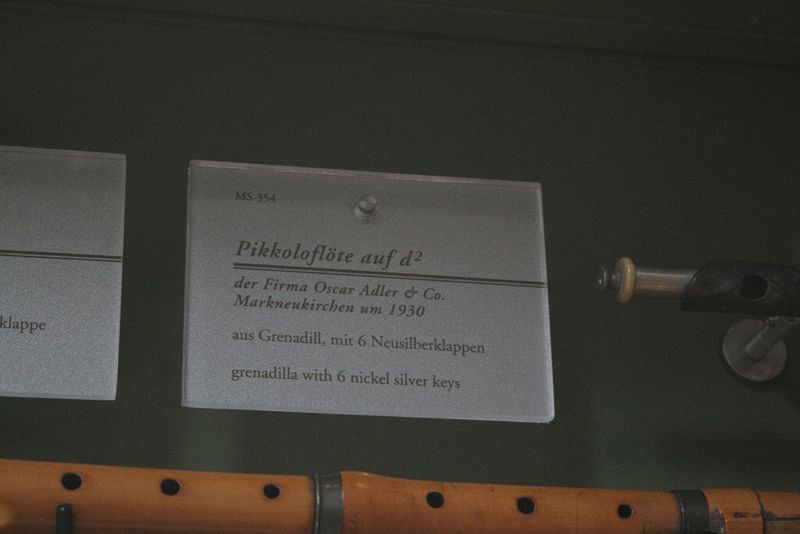 klappe
MS-354
Pikkoloflöte auf d²
der Firma Oscar Adler & Co.
Markneukirchen um 1930
aus Grenadill, mit 6 Neusilberklappen
grenadilla with 6 nickel silver keys